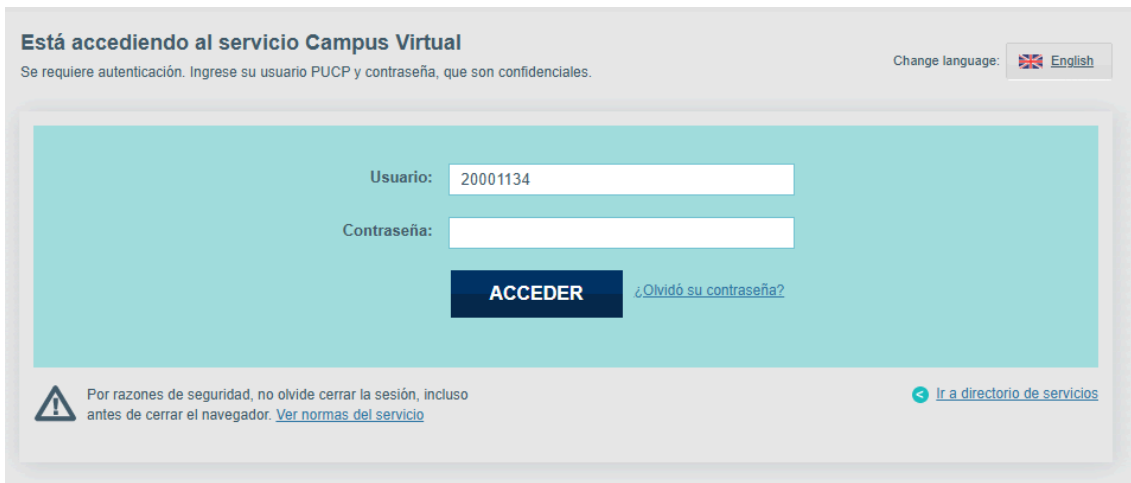 Está accediendo al servicio Campus Virtual
Se requiere autenticación. Ingrese su usuario PUCP y contraseña, que son confidenciales.
Change language: English
Usuario: 20001134
Contraseña:
ACCEDER ¿Olvidó su contraseña?
Por razones de seguridad, no olvide cerrar la sesión, incluso
antes de cerrar el navegador. Ver normas del servicio
Ir a directorio de servicios